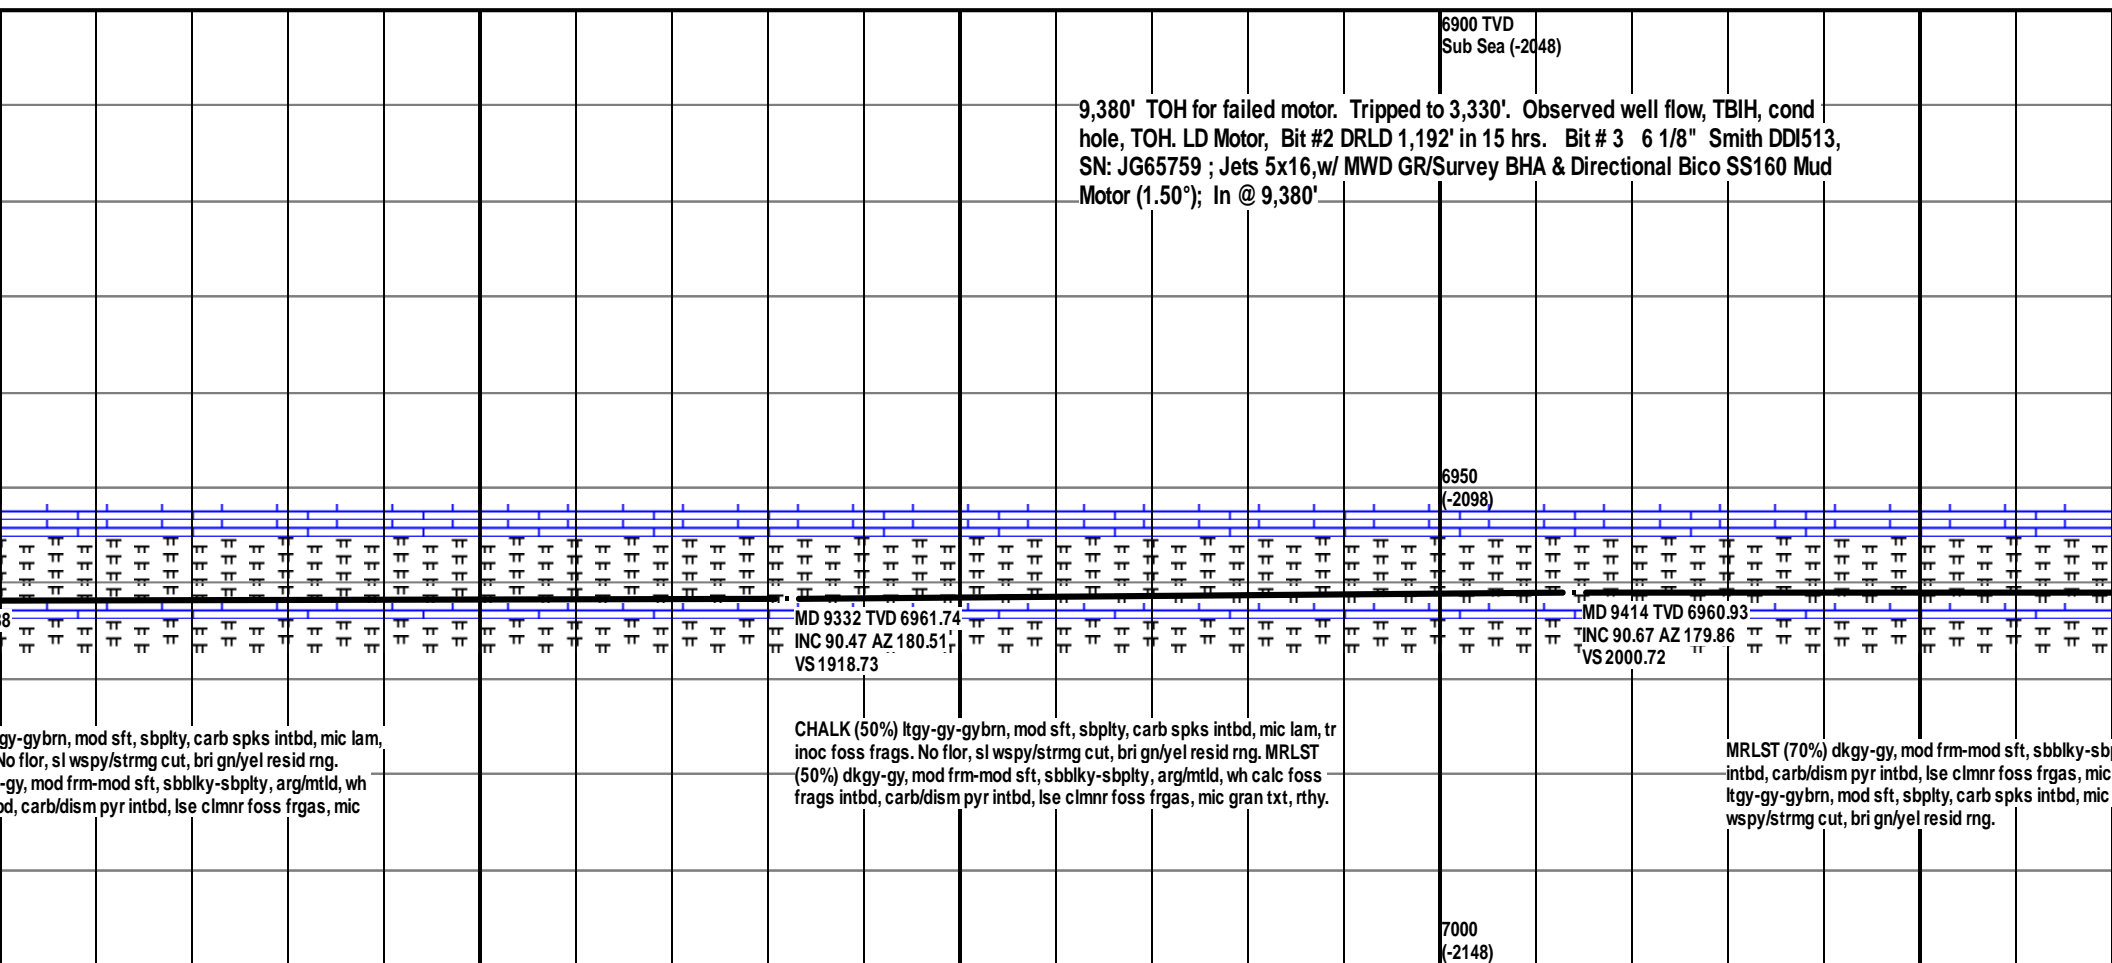 6900 TVD
Sub Sea (-2048)
9,380' TOH for failed motor. Tripped to 3,330'. Observed well flow, TBIH, cond
hole, TOH. LD Motor, Bit #2 DRLD 1,192' in 15 hrs. Bit # 3 6 1/8" Smith DDI513,
SN: JG65759 ; Jets 5x16,w/ MWD GR/Survey BHA & Directional Bico SS160 Mud
Motor (1.50°); In @ 9,380'
6950
(-2098)
MD 9332 TVD 6961.74
INC 90.47 AZ 180.51
VS 1918.73
MD 9414 TVD 6960.93
INC 90.67 AZ 179.86
VS 2000.72
gy-gybrn, mod sft, sbplty, carb spks intbd, mic lam,
No flor, sl wspy/strmg cut, bri gn/yel resid rng.
-gy, mod frm-mod sft, sbblky-sbplty, arg/mtld, wh
bd, carb/dism pyr intbd, lse clmnr foss frgas, mic
CHALK (50%) ltgy-gy-gybrn, mod sft, sbplty, carb spks intbd, mic lam, tr
inoc foss frags. No flor, sl wspy/strmg cut, bri gn/yel resid rng. MRLST
(50%) dkgy-gy, mod frm-mod sft, sbblky-sbplty, arg/mtld, wh calc foss
frags intbd, carb/dism pyr intbd, lse clmnr foss frgas, mic gran txt, rthy.
MRLST (70%) dkgy-gy, mod frm-mod sft, sbblky-sbp
intbd, carb/dism pyr intbd, lse clmnr foss frgas, mic
ltgy-gy-gybrn, mod sft, sbplty, carb spks intbd, mic
wspy/strmg cut, bri gn/yel resid rng.
7000
(-2148)